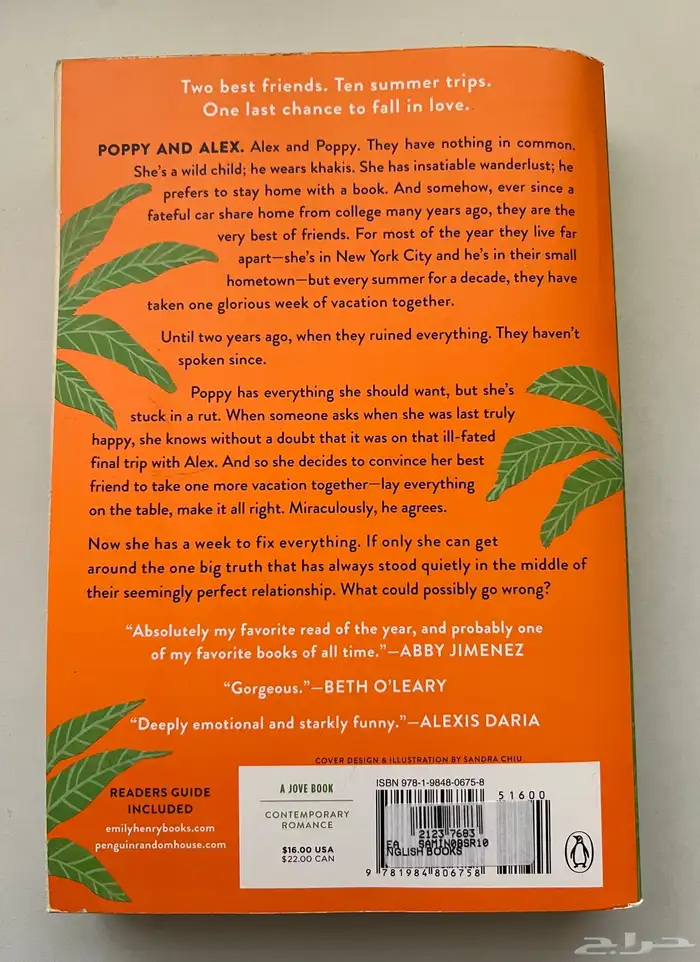 Two best friends. Ten summer trips.
One last chance to fall in love.
POPPY AND ALEX. Alex and Poppy. They have nothing in common.
She's a wild child; he wears khakis. She has insatiable wanderlust; he
prefers to stay home with a book. And somehow, ever since a
fateful car share home from college many years ago, they are the
very best of friends. For most of the year they live far
apart—she's in New York City and he's in their small
hometown—but every summer for a decade, they have
taken one glorious week of vacation together.
Until two years ago, when they ruined everything. They haven't
spoken since.
Poppy has everything she should want, but she's
stuck in a rut. When someone asks when she was last truly
happy, she knows without a doubt that it was on that ill-fated
final trip with Alex. And so she decides to convince her best
friend to take one more vacation together—lay everything
on the table, make it all right. Miraculously, he agrees.
Now she has a week to fix everything. If only she can get
around the one big truth that has always stood quietly in the middle of
their seemingly perfect relationship. What could possibly go wrong?
"Absolutely my favorite read of the year, and probably one
of my favorite books of all time."—ABBY JIMENEZ
"Gorgeous."—BETH O'LEARY
"Deeply emotional and starkly funny."—ALEXIS DARIA
COVER DESIGN & ILLUSTRATION BY SANDRA CHIU
READERS GUIDE
INCLUDED
emilyhenrybooks.com
penguinrandomhouse.com
A JOVE BOOK
CONTEMPORARY
ROMANCE
$16.00 USA
$22.00 CAN
ISBN 978-1-9848-0675-8
51600
2123 7683
EA SAMIN0BSR10
NGLISH BOOKS
9 781984 806758
حراج